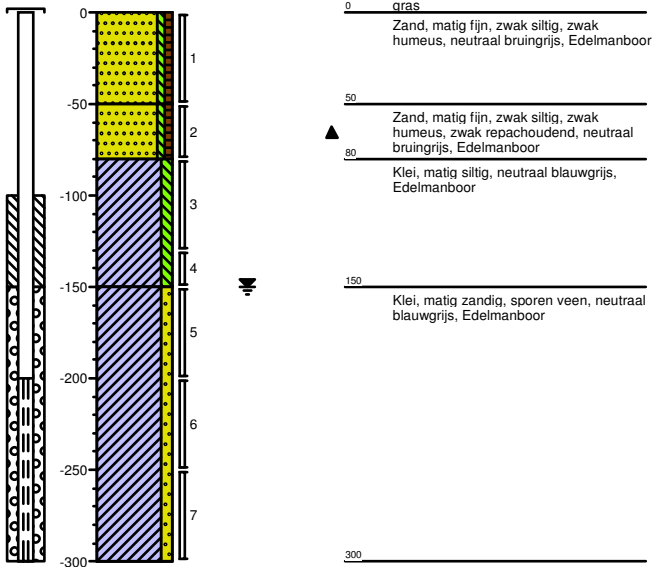 0
-50
-100
-150
-200
-250
-300
1
2
3
4
5
6
7
0
gras
Zand, matig fijn, zwak siltig, zwak
humeus, neutraal bruingrijs, Edelmanboor
50
Zand, matig fijn, zwak siltig, zwak
humeus, zwak repachoudend, neutraal
bruingrijs, Edelmanboor
80
Klei, matig siltig, neutraal blauwgrijs,
Edelmanboor
150
Klei, matig zandig, sporen veen, neutraal
blauwgrijs, Edelmanboor
300